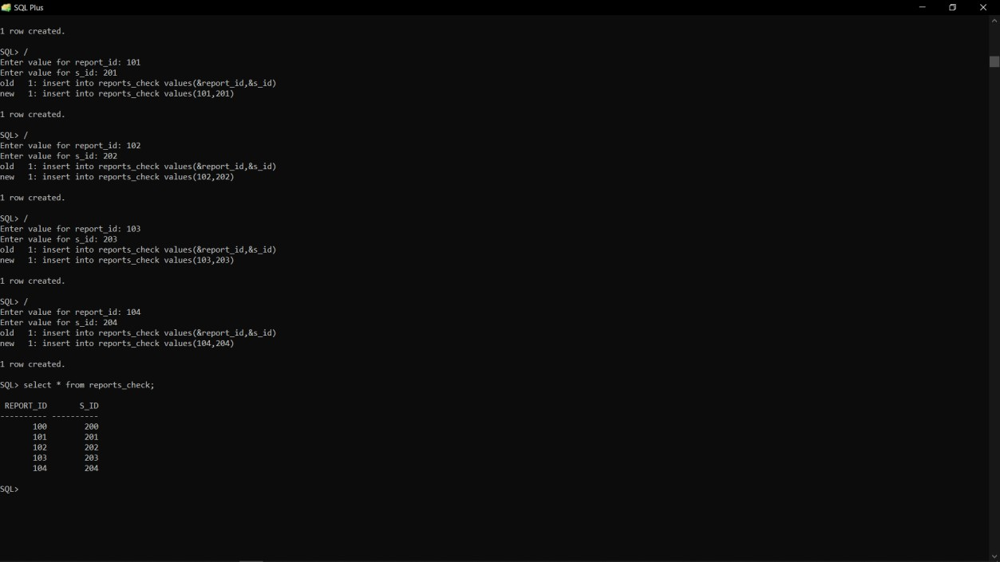 SQL Plus
1 row created.
SQL> /
Enter value for report_id: 101
Enter value for s_id: 201
old   1: insert into reports_check values(&report_id,&s_id)
new   1: insert into reports_check values(101,201)
1 row created.
SQL> /
Enter value for report_id: 102
Enter value for s_id: 202
old   1: insert into reports_check values(&report_id,&s_id)
new   1: insert into reports_check values(102,202)
1 row created.
SQL> /
Enter value for report_id: 103
Enter value for s_id: 203
old   1: insert into reports_check values(&report_id,&s_id)
new   1: insert into reports_check values(103,203)
1 row created.
SQL> /
Enter value for report_id: 104
Enter value for s_id: 204
old   1: insert into reports_check values(&report_id,&s_id)
new   1: insert into reports_check values(104,204)
1 row created.
SQL> select * from reports_check;
 REPORT_ID       S_ID
---------- ----------
       100        200
       101        201
       102        202
       103        203
       104        204
SQL>